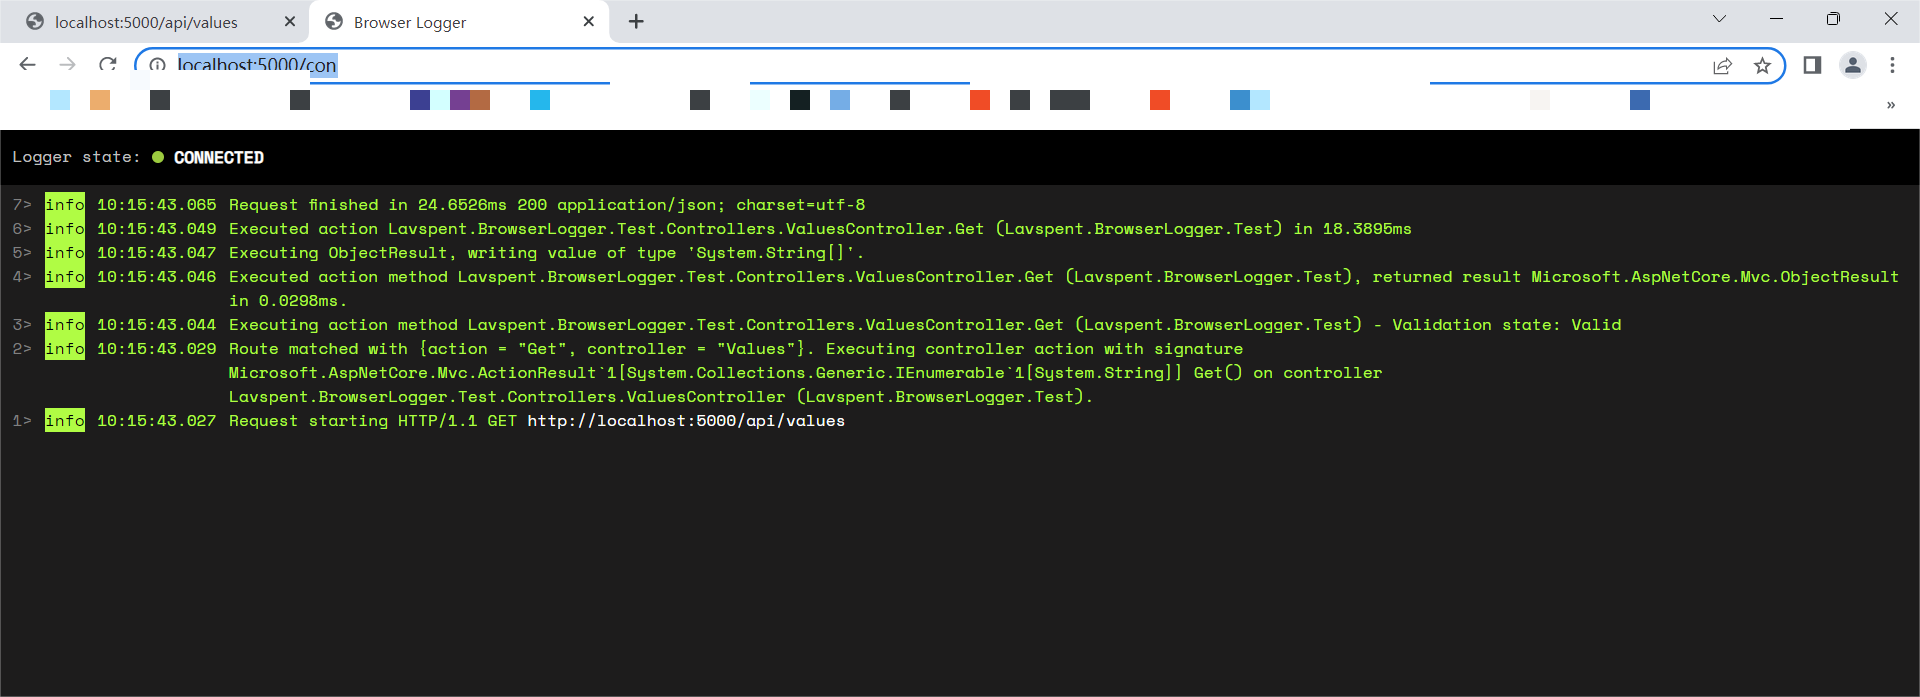 localhost:5000/api/values
Browser Logger
localhost:5000/con
»
Logger state: CONNECTED
7> info 10:15:43.065 Request finished in 24.6526ms 200 application/json; charset=utf-8
6> info 10:15:43.049 Executed action Lavspent.BrowserLogger.Test.Controllers.ValuesController.Get (Lavspent.BrowserLogger.Test) in 18.3895ms
5> info 10:15:43.047 Executing ObjectResult, writing value of type 'System.String[]'.
4> info 10:15:43.046 Executed action method Lavspent.BrowserLogger.Test.Controllers.ValuesController.Get (Lavspent.BrowserLogger.Test), returned result Microsoft.AspNetCore.Mvc.ObjectResult
in 0.0298ms.
3> info 10:15:43.044 Executing action method Lavspent.BrowserLogger.Test.Controllers.ValuesController.Get (Lavspent.BrowserLogger.Test) - Validation state: Valid
2> info 10:15:43.029 Route matched with {action = "Get", controller = "Values"}. Executing controller action with signature
Microsoft.AspNetCore.Mvc.ActionResult`1[System.Collections.Generic.IEnumerable`1[System.String]] Get() on controller
Lavspent.BrowserLogger.Test.Controllers.ValuesController (Lavspent.BrowserLogger.Test).
1> info 10:15:43.027 Request starting HTTP/1.1 GET http://localhost:5000/api/values